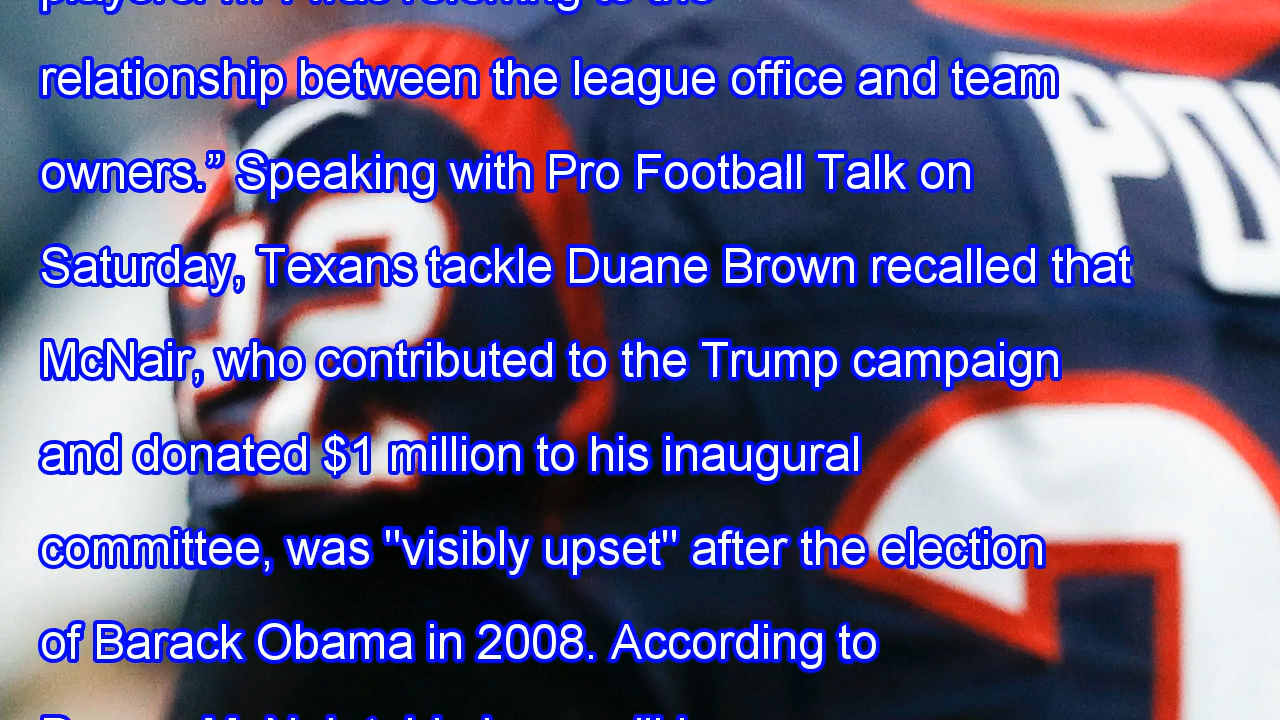 relationship between the league office and team
owners.” Speaking with Pro Football Talk on
Saturday, Texans tackle Duane Brown recalled that
McNair, who contributed to the Trump campaign
and donated $1 million to his inaugural
committee, was "visibly upset" after the election
of Barack Obama in 2008. According to